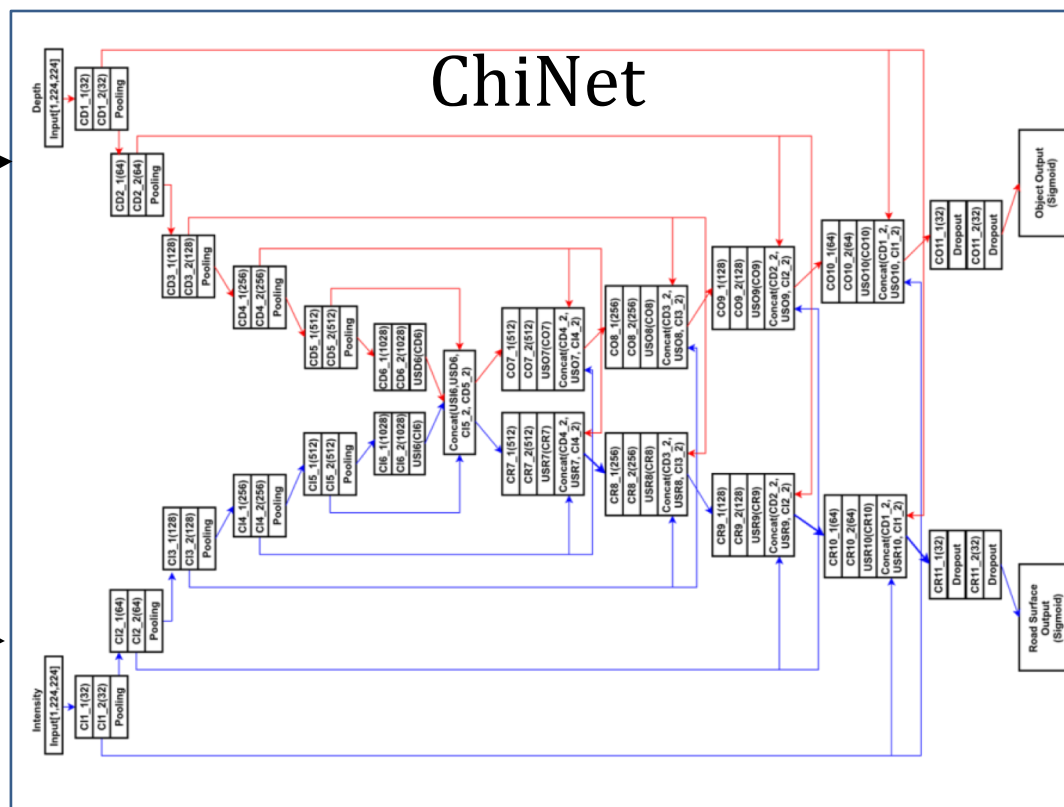 ChiNet
Depth
Input[1,224,224]
CD1_1(32)
CD1_2(32)
Pooling
CD2_1(64)
CD2_2(64)
Pooling
CD3_1(128)
CD3_2(128)
Pooling
CD4_1(256)
CD4_2(256)
Pooling
CD5_1(512)
CD5_2(512)
Pooling
CD6_1(1028)
CD6_2(1028)
USD6(CD6)
Intensity
Input[1,224,224]
CI1_1(32)
CI1_2(32)
Pooling
CI2_1(64)
CI2_2(64)
Pooling
CI3_1(128)
CI3_2(128)
Pooling
CI4_1(256)
CI4_2(256)
Pooling
CI5_1(512)
CI5_2(512)
Pooling
CI6_1(1028)
CI6_2(1028)
USI6(CI6)
Concat(USI6,USD6,
CI5_2, CD5_2)
CO7_1(512)
CO7_2(512)
USO7(CO7)
Concat(CD4_2,
USO7, CI4_2)
CO8_1(256)
CO8_2(256)
USO8(CO8)
Concat(CD3_2,
USO8, CI3_2)
CO9_1(128)
CO9_2(128)
USO9(CO9)
Concat(CD2_2,
USO9, CI2_2)
CO10_1(64)
CO10_2(64)
USO10(CO10)
Concat(CD1_2,
USO10, CI1_2)
CO11_1(32)
Dropout
CO11_2(32)
Dropout
Object Output
(Sigmoid)
CR7_1(512)
CR7_2(512)
USR7(CR7)
Concat(CD4_2,
USR7, CI4_2)
CR8_1(256)
CR8_2(256)
USR8(CR8)
Concat(CD3_2,
USR8, CI3_2)
CR9_1(128)
CR9_2(128)
USR9(CR9)
Concat(CD2_2,
USR9, CI2_2)
CR10_1(64)
CR10_2(64)
USR10(CR10)
Concat(CD1_2,
USR10, CI1_2)
CR11_1(32)
Dropout
CR11_2(32)
Dropout
Road Surface
Output
(Sigmoid)